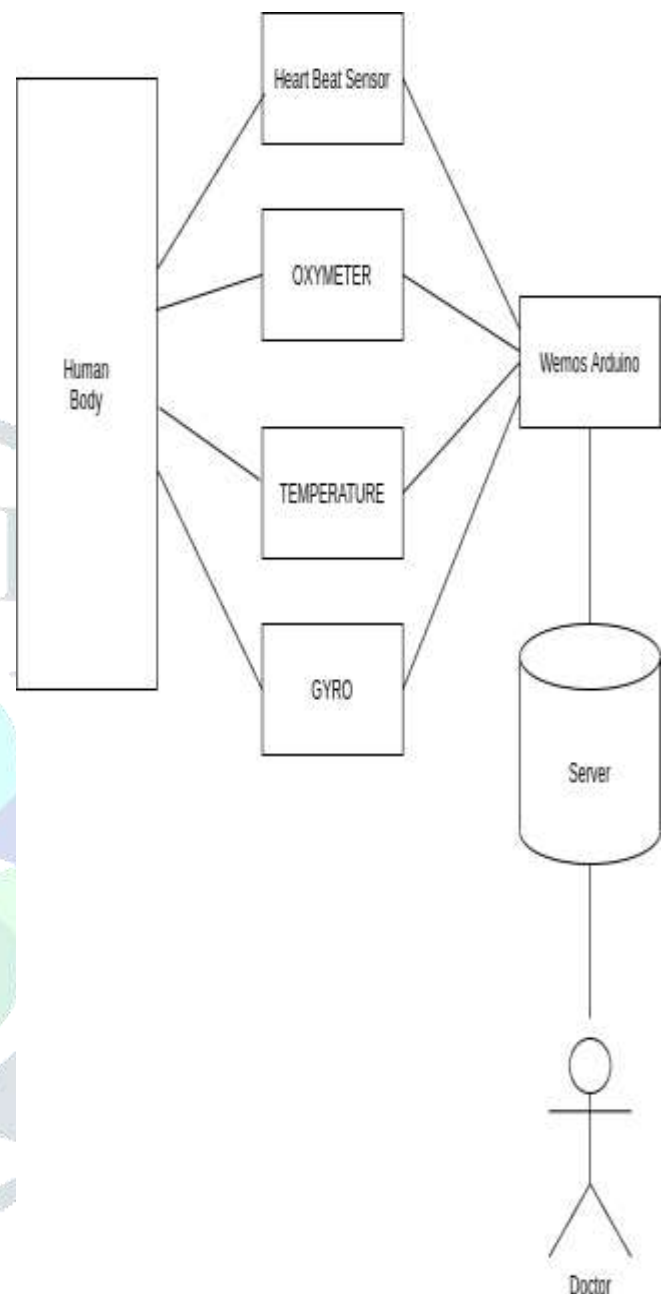 Heart Beat Sensor
OXYMETER
Human
Body
Wemos Arduino
TEMPERATURE
GYRO
Server
Doctor